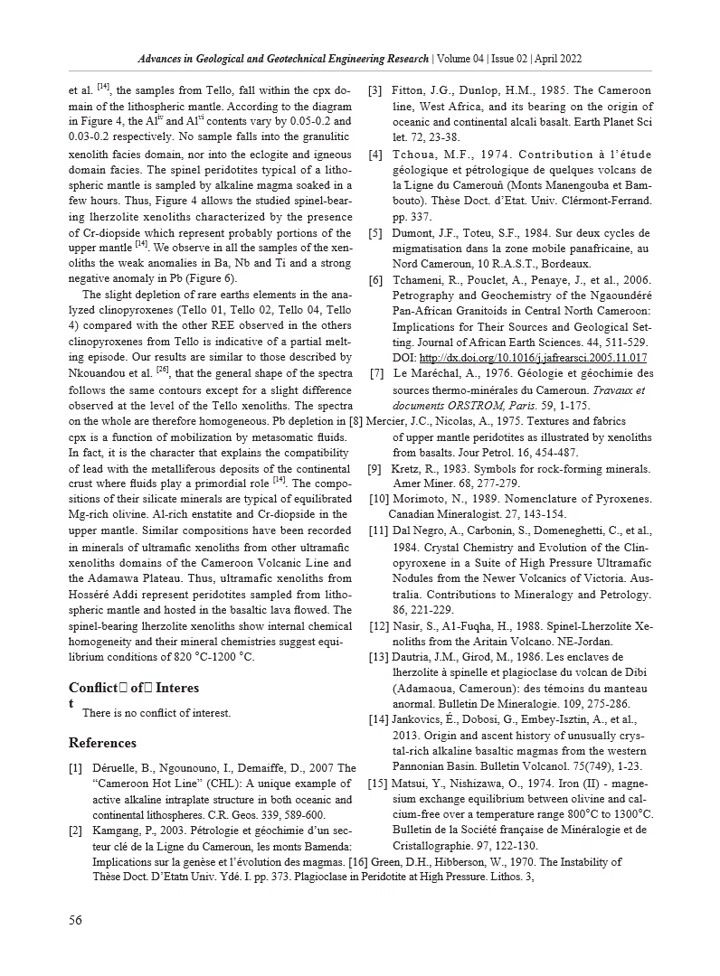 Advances in Geological and Geotechnical Engineering Research | Volume 04 | Issue 02 | April 2022
et al. [14], the samples from Tello, fall within the cpx do-
main of the lithospheric mantle. According to the diagram
in Figure 4, the Aliv and Alvi contents vary by 0.05-0.2 and
0.03-0.2 respectively. No sample falls into the granulitic
xenolith facies domain, nor into the eclogite and igneous
domain facies. The spinel peridotites typical of a litho-
spheric mantle is sampled by alkaline magma soaked in a
few hours. Thus, Figure 4 allows the studied spinel-bear-
ing lherzolite xenoliths characterized by the presence
of Cr-diopside which represent probably portions of the
upper mantle [14]. We observe in all the samples of the xen-
oliths the weak anomalies in Ba, Nb and Ti and a strong
negative anomaly in Pb (Figure 6).
The slight depletion of rare earths elements in the ana-
lyzed clinopyroxenes (Tello 01, Tello 02, Tello 04, Tello
4) compared with the other REE observed in the others
clinopyroxenes from Tello is indicative of a partial melt-
ing episode. Our results are similar to those described by
Nkouandou et al. [26], that the general shape of the spectra
follows the same contours except for a slight difference
observed at the level of the Tello xenoliths. The spectra
on the whole are therefore homogeneous. Pb depletion in
cpx is a function of mobilization by metasomatic fluids.
In fact, it is the character that explains the compatibility
of lead with the metalliferous deposits of the continental
crust where fluids play a primordial role [14]. The compo-
sitions of their silicate minerals are typical of equilibrated
Mg-rich olivine. Al-rich enstatite and Cr-diopside in the
upper mantle. Similar compositions have been recorded
in minerals of ultramafic xenoliths from other ultramafic
xenoliths domains of the Cameroon Volcanic Line and
the Adamawa Plateau. Thus, ultramafic xenoliths from
Hosséré Addi represent peridotites sampled from litho-
spheric mantle and hosted in the basaltic lava flowed. The
spinel-bearing lherzolite xenoliths show internal chemical
homogeneity and their mineral chemistries suggest equi-
librium conditions of 820 °C-1200 °C.
Conflict□ of□ Interes
t
There is no conflict of interest.
References
[1] Déruelle, B., Ngounouno, I., Demaiffe, D., 2007 The
“Cameroon Hot Line” (CHL): A unique example of
active alkaline intraplate structure in both oceanic and
continental lithospheres. C.R. Geos. 339, 589-600.
[2] Kamgang, P., 2003. Pétrologie et géochimie d’un sec-
teur clé de la Ligne du Cameroun, les monts Bamenda:
Implications sur la genèse et l’évolution des magmas.
Thèse Doct. D’Etatn Univ. Ydé. I. pp. 373.
[3] Fitton, J.G., Dunlop, H.M., 1985. The Cameroon
line, West Africa, and its bearing on the origin of
oceanic and continental alcali basalt. Earth Planet Sci
let. 72, 23-38.
[4] Tchoua, M.F., 1974. Contribution à l’étude
géologique et pétrologique de quelques volcans de
la Ligne du Cameroun (Monts Manengouba et Bam-
bouto). Thèse Doct. d’Etat. Univ. Clérmont-Ferrand.
pp. 337.
[5] Dumont, J.F., Toteu, S.F., 1984. Sur deux cycles de
migmatisation dans la zone mobile panafricaine, au
Nord Cameroun, 10 R.A.S.T., Bordeaux.
[6] Tchameni, R., Pouclet, A., Penaye, J., et al., 2006.
Petrography and Geochemistry of the Ngaoundéré
Pan-African Granitoids in Central North Cameroon:
Implications for Their Sources and Geological Set-
ting. Journal of African Earth Sciences. 44, 511-529.
DOI: http://dx.doi.org/10.1016/j.jafrearsci.2005.11.017
[7] Le Maréchal, A., 1976. Géologie et géochimie des
sources thermo-minérales du Cameroun. Travaux et
documents ORSTROM, Paris. 59, 1-175.
[8] Mercier, J.C., Nicolas, A., 1975. Textures and fabrics
of upper mantle peridotites as illustrated by xenoliths
from basalts. Jour Petrol. 16, 454-487.
[9] Kretz, R., 1983. Symbols for rock-forming minerals.
Amer Miner. 68, 277-279.
[10] Morimoto, N., 1989. Nomenclature of Pyroxenes.
Canadian Mineralogist. 27, 143-154.
[11] Dal Negro, A., Carbonin, S., Domeneghetti, C., et al.,
1984. Crystal Chemistry and Evolution of the Clin-
opyroxene in a Suite of High Pressure Ultramafic
Nodules from the Newer Volcanics of Victoria. Aus-
tralia. Contributions to Mineralogy and Petrology.
86, 221-229.
[12] Nasir, S., A1-Fuqha, H., 1988. Spinel-Lherzolite Xe-
noliths from the Aritain Volcano. NE-Jordan.
[13] Dautria, J.M., Girod, M., 1986. Les enclaves de
lherzolite à spinelle et plagioclase du volcan de Dibi
(Adamaoua, Cameroun): des témoins du manteau
anormal. Bulletin De Mineralogie. 109, 275-286.
[14] Jankovics, É., Dobosi, G., Embey-Isztin, A., et al.,
2013. Origin and ascent history of unusually crys-
tal-rich alkaline basaltic magmas from the western
Pannonian Basin. Bulletin Volcanol. 75(749), 1-23.
[15] Matsui, Y., Nishizawa, O., 1974. Iron (II) - magne-
sium exchange equilibrium between olivine and cal-
cium-free over a temperature range 800°C to 1300°C.
Bulletin de la Société française de Minéralogie et de
Cristallographie. 97, 122-130.
[16] Green, D.H., Hibberson, W., 1970. The Instability of
Plagioclase in Peridotite at High Pressure. Lithos. 3,
56